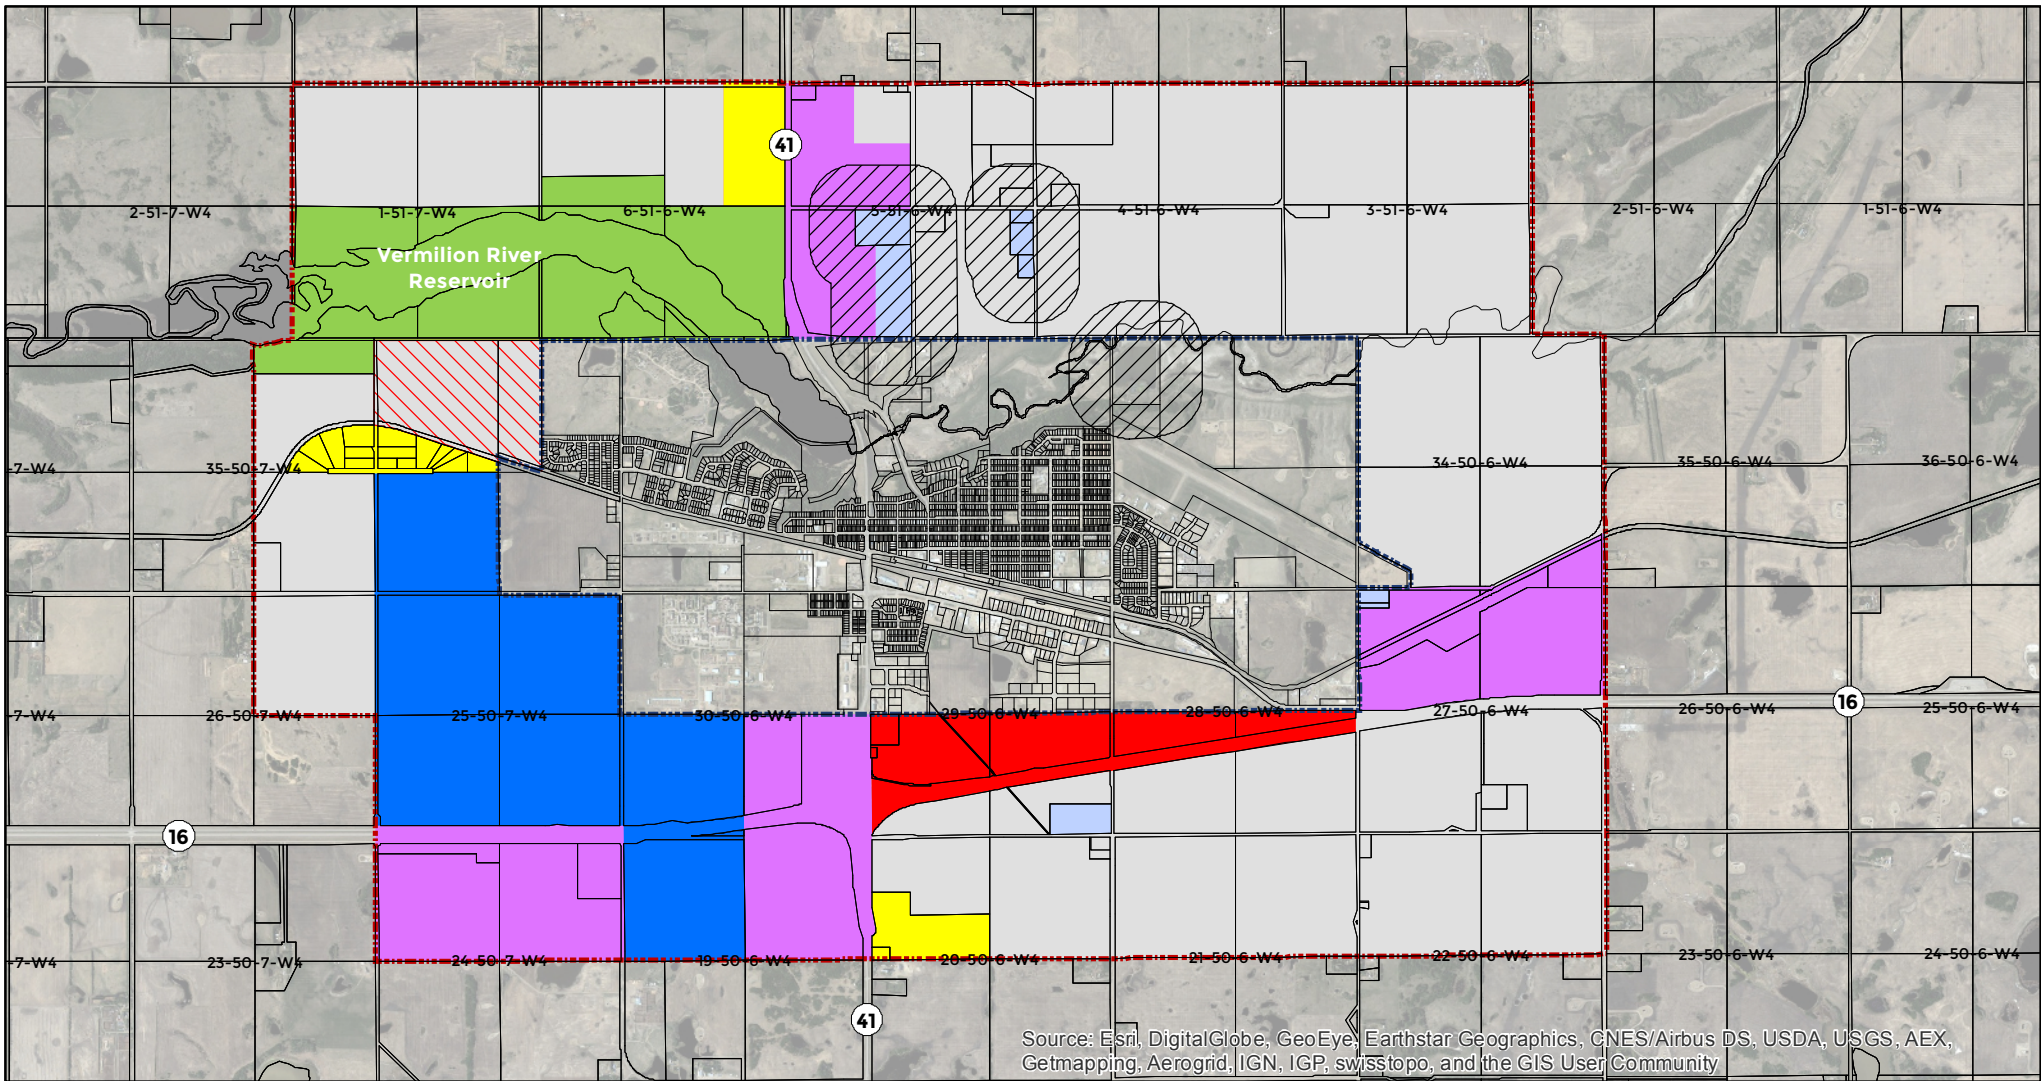 41
2-51-7-W4
1-51-7-W4
6-51-6-W4
5-51-6-W4
4-51-6-W4
3-51-6-W4
2-51-6-W4
1-51-6-W4
Vermilion River
Reservoir
-7-W4
35-50-7-W4
34-50-6-W4
35-50-6-W4
36-50-6-W4
-7-W4
26-50-7-W4
25-50-7-W4
30-50-6-W4
29-50-6-W4
28-50-6-W4
27-50-6-W4
26-50-6-W4
16
25-50-6-W4
16
-7-W4
23-50-7-W4
24-50-7-W4
19-50-6-W4
20-50-6-W4
21-50-6-W4
22-50-6-W4
23-50-6-W4
24-50-6-W4
41
Source: Esri, DigitalGlobe, GeoEye, Earthstar Geographics, CNES/Airbus DS, USDA, USGS, AEX,
Getmapping, Aerogrid, IGN, IGP, swisstopo, and the GIS User Community